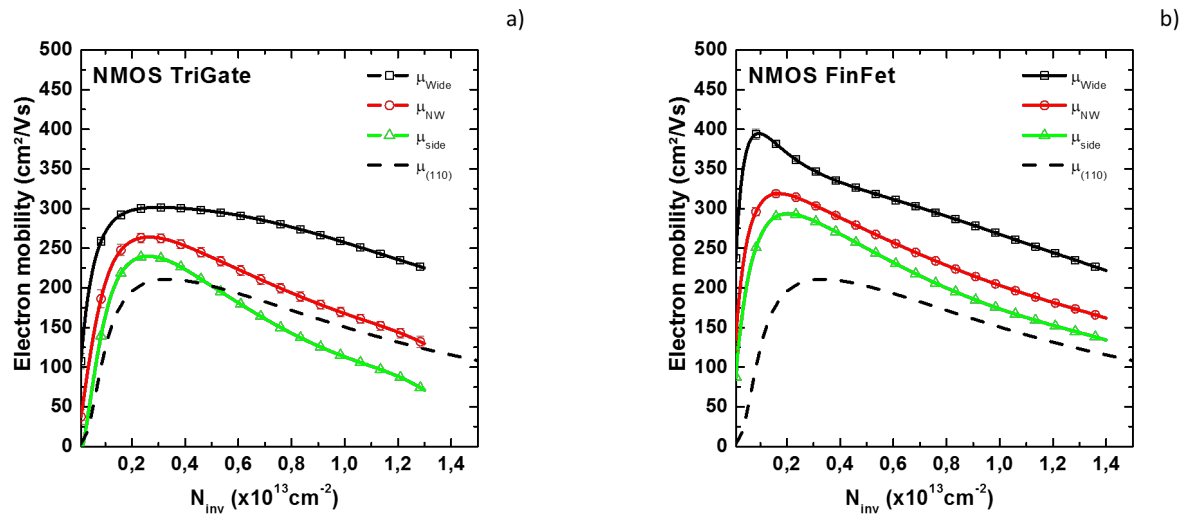 a)
500
450
400
350
300
250
200
150
100
50
0
Electron mobility (cm²/Vs)
NMOS TriGate
μWide
μNW
μside
μ(110)
0,2 0,4 0,6 0,8 1,0 1,2 1,4
Ninv (x10¹³cm⁻²)
b)
500
450
400
350
300
250
200
150
100
50
0
Electron mobility (cm²/Vs)
NMOS FinFet
μWide
μNW
μside
μ(110)
0,2 0,4 0,6 0,8 1,0 1,2 1,4
Ninv (x10¹³cm⁻²)